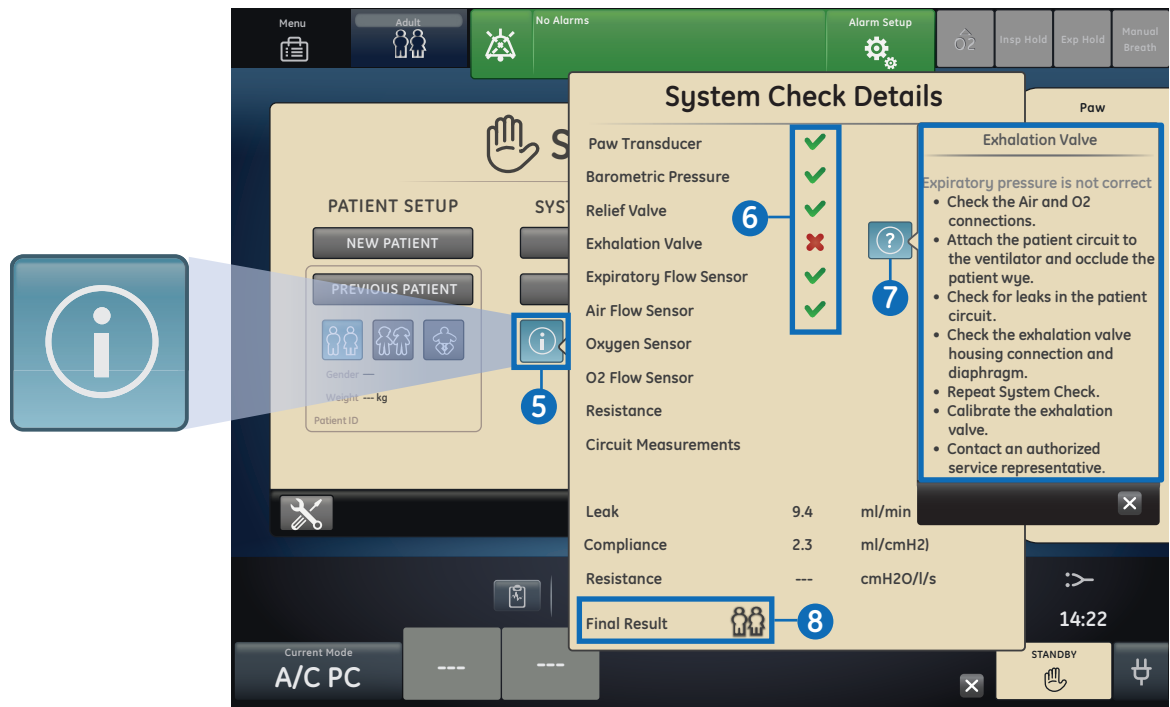 Menu
Adult
No Alarms
Alarm Setup
O2
Insp Hold
Exp Hold
Manual
Breath
System Check Details
Paw
S
PATIENT SETUP
SYS
NEW PATIENT
PREVIOUS PATIENT
Gender ---
Weight --- kg
Patient ID
i
i
5
Paw Transducer
Barometric Pressure
Relief Valve
Exhalation Valve
Expiratory Flow Sensor
Air Flow Sensor
Oxygen Sensor
O2 Flow Sensor
Resistance
Circuit Measurements
6
?
7
Exhalation Valve
Expiratory pressure is not correct
• Check the Air and O2
connections.
• Attach the patient circuit to
the ventilator and occlude the
patient wye.
• Check for leaks in the patient
circuit.
• Check the exhalation valve
housing connection and
diaphragm.
• Repeat System Check.
• Calibrate the exhalation
valve.
• Contact an authorized
service representative.
Leak 9.4 ml/min
Compliance 2.3 ml/cmH2)
Resistance --- cmH2O/l/s
Final Result
8
14:22
Current Mode
A/C PC
---
---
STANDBY